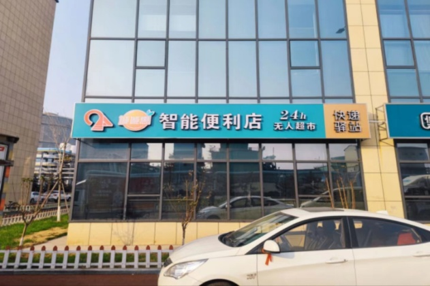 智能便利店
24h
无人超市
快递
驿站